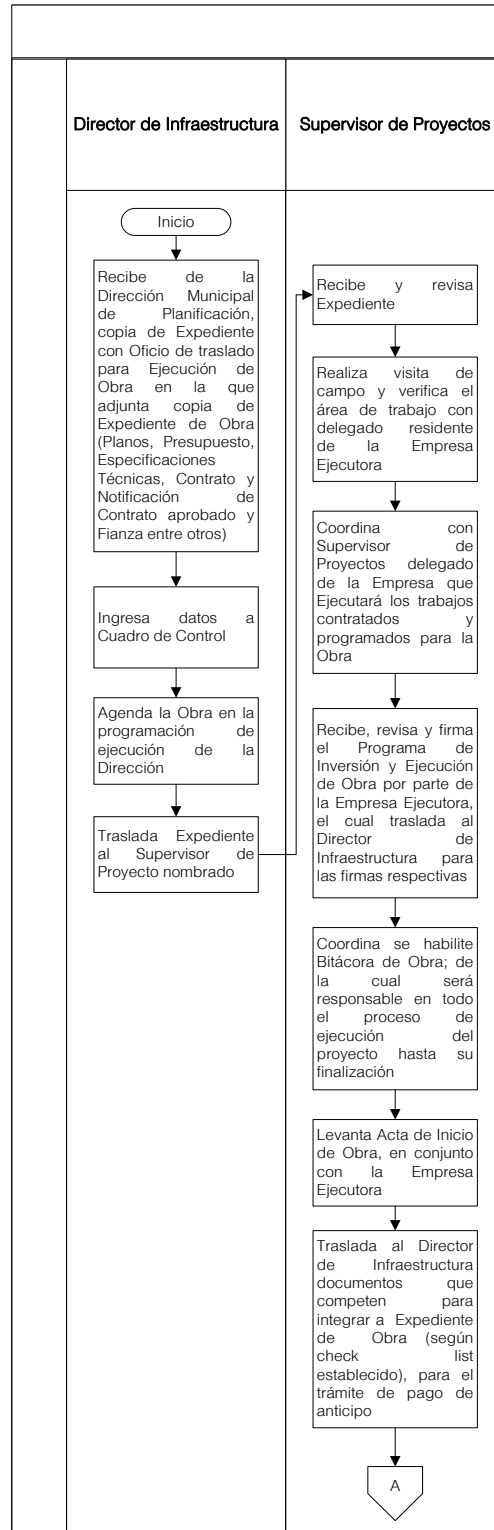 Director de Infraestructura
Supervisor de Proyectos
Inicio
Recibe de la
Dirección Municipal
de Planificación,
copia de Expediente
con Oficio de traslado
para Ejecución de
Obra en la que
adjunta copia de
Expediente de Obra
(Planos, Presupuesto,
Especificaciones
Técnicas, Contrato y
Notificación de
Contrato aprobado y
Fianza entre otros)
Ingresa datos a
Cuadro de Control
Agenda la Obra en la
programación de
ejecución de la
Dirección
Traslada Expediente
al Supervisor de
Proyecto nombrado
Recibe y revisa
Expediente
Realiza visita de
campo y verifica el
área de trabajo con
delegado residente
de la Empresa
Ejecutora
Coordina con
Supervisor de
Proyectos delegado
de la Empresa que
Ejecutará los trabajos
contratados y
programados para la
Obra
Recibe, revisa y firma
el Programa de
Inversión y Ejecución
de Obra por parte de
la Empresa Ejecutora,
el cual traslada al
Director de
Infraestructura para
las firmas respectivas
Coordina se habilite
Bitácora de Obra; de
la cual será
responsable en todo
el proceso de
ejecución del
proyecto hasta su
finalización
Levanta Acta de Inicio
de Obra, en conjunto
con la Empresa
Ejecutora
Traslada al Director
de Infraestructura
documentos que
competen para
integrar a Expediente
de Obra (según
check list
establecido), para el
trámite de pago de
anticipo
A